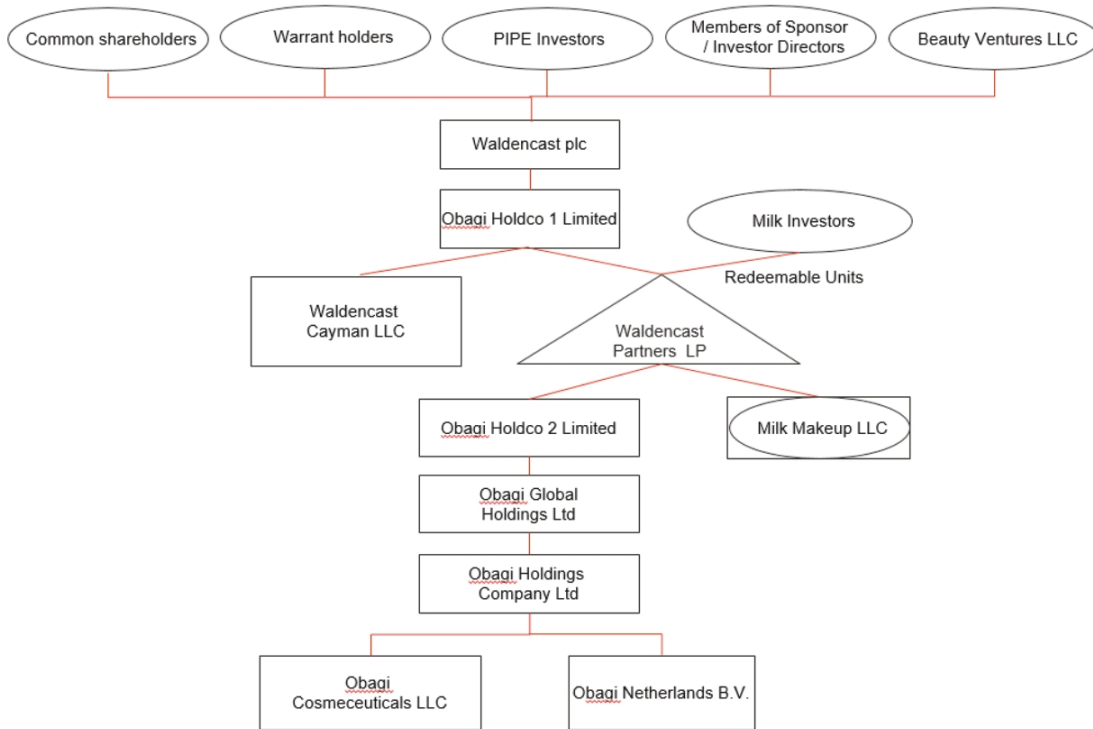 Common shareholders
Warrant holders
PIPE Investors
Members of Sponsor
/ Investor Directors
Beauty Ventures LLC
Waldencast plc
Obagi Holdco 1 Limited
Milk Investors
Redeemable Units
Waldencast
Cayman LLC
Waldencast
Partners LP
Obagi Holdco 2 Limited
Milk Makeup LLC
Obagi Global
Holdings Ltd
Obagi Holdings
Company Ltd
Obagi
Cosmeceuticals LLC
Obagi Netherlands B.V.